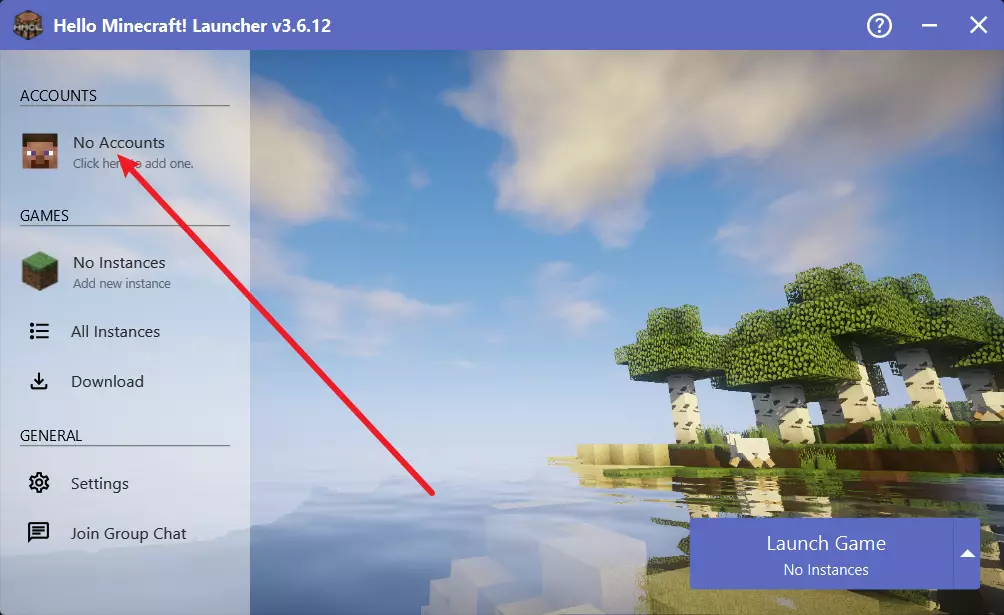 Hello Minecraft! Launcher v3.6.12
ACCOUNTS
No Accounts
Click here to add one.
GAMES
No Instances
Add new instance
All Instances
Download
GENERAL
Settings
Join Group Chat
Launch Game
No Instances